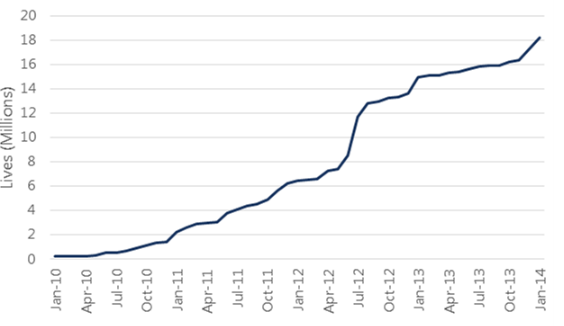 20
18
16
14
12
10
8
6
4
2
0
Lives (Millions)
Jan-10
Apr-10
Jul-10
Oct-10
Jan-11
Apr-11
Jul-11
Oct-11
Jan-12
Apr-12
Jul-12
Oct-12
Jan-13
Apr-13
Jul-13
Oct-13
Jan-14